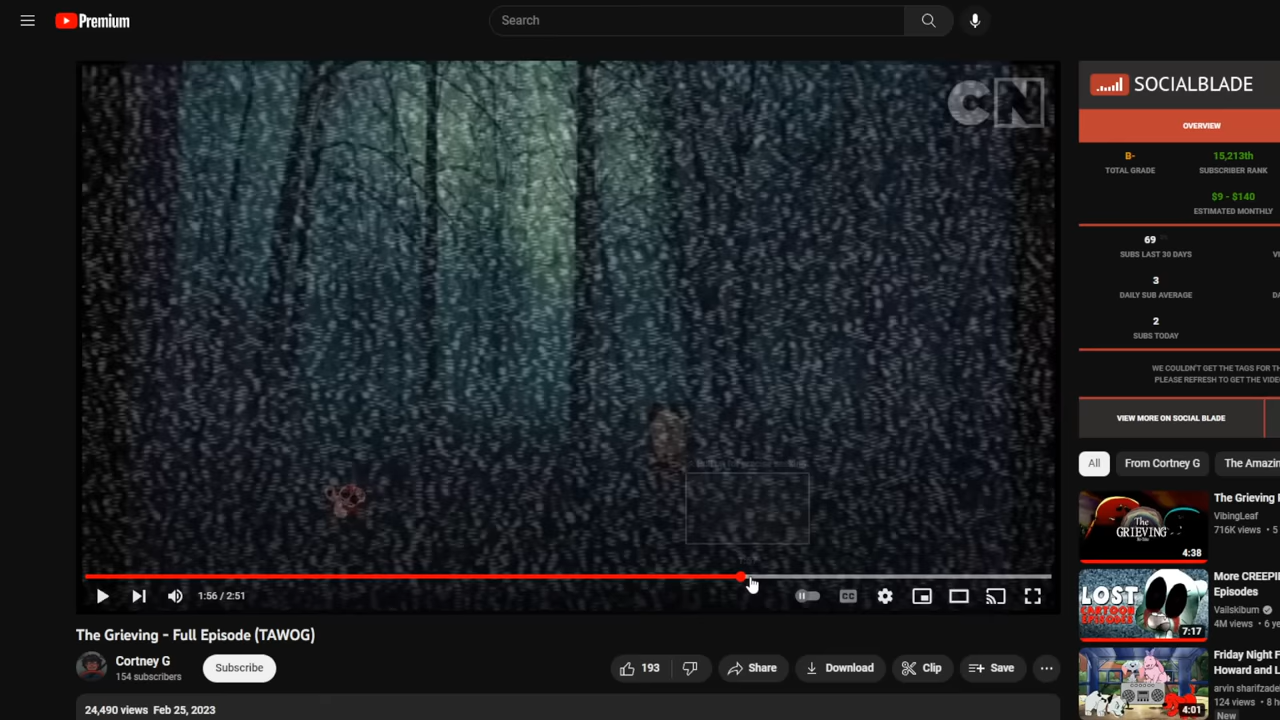 Premium
Search
CN
SOCIALBLADE
OVERVIEW
B-
TOTAL GRADE
15,213th
SUBSCRIBER RANK
$9 - $140
ESTIMATED MONTHLY
69
SUBS LAST 30 DAYS
3
DAILY SUB AVERAGE
2
SUBS TODAY
WE COULDN'T GET THE TAGS FOR TH
PLEASE REFRESH TO GET THE VIDE
VIEW MORE ON SOCIAL BLADE
All
From Cortney G
The Amazin
The
GRIEVING
4:38
The Grieving
VibingLeaf
716K views • 5
LOST
CARTOON
EPISODES
7:17
More CREEPI
Episodes
Vailskibum
4M views • 6 ye
4:01
Friday Night F
Howard and L
arvin sharifzade
124 views • 8 h
New
1:56 / 2:51
CC
The Grieving - Full Episode (TAWOG)
Cortney G
154 subscribers
Subscribe
193
Share
Download
Clip
Save
24,490 views Feb 25, 2023